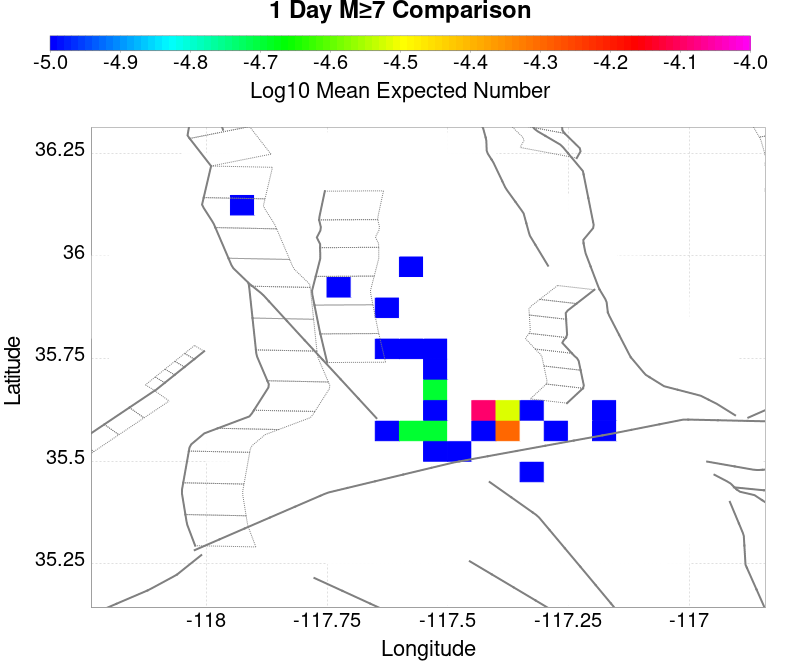 1 Day M≥7 Comparison
-5.0 -4.9 -4.8 -4.7 -4.6 -4.5 -4.4 -4.3 -4.2 -4.1 -4.0
Log10 Mean Expected Number
36.25
36
35.75
35.5
35.25
Latitude
-118 -117.75 -117.5 -117.25 -117
Longitude